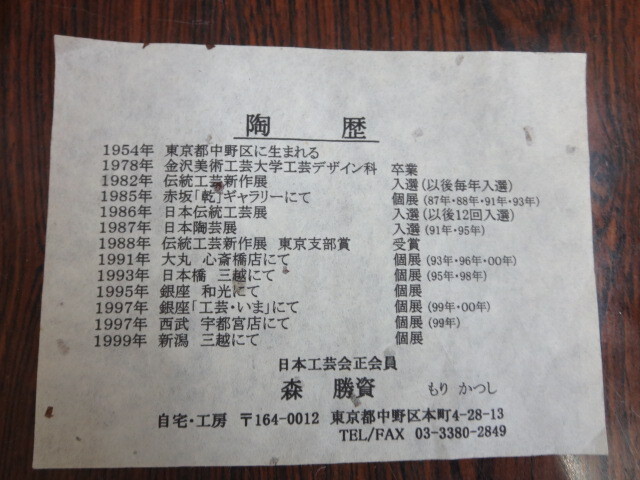 陶　歴
1954年 東京都中野区に生まれる
1978年 金沢美術工芸大学工芸デザイン科 卒業
1982年 伝統工芸新作展 入選(以後毎年入選)
1985年 赤坂「乾」ギャラリーにて 個展(87年・88年・91年・93年)
1986年 日本伝統工芸展 入選(以後12回入選)
1987年 日本陶芸展 入選(91年・95年)
1988年 伝統工芸新作展 東京支部賞 受賞
1991年 大丸 心斎橋店にて 個展(93年・96年・00年)
1993年 日本橋 三越にて 個展(95年・98年)
1995年 銀座 和光にて 個展
1997年 銀座「工芸・いま」にて 個展(99年・00年)
1997年 西武 宇都宮店にて 個展(99年)
1999年 新潟 三越にて 個展
日本工芸会正会員
森　勝資 もり かつし
自宅・工房 〒164-0012 東京都中野区本町4-28-13
TEL/FAX 03-3380-2849